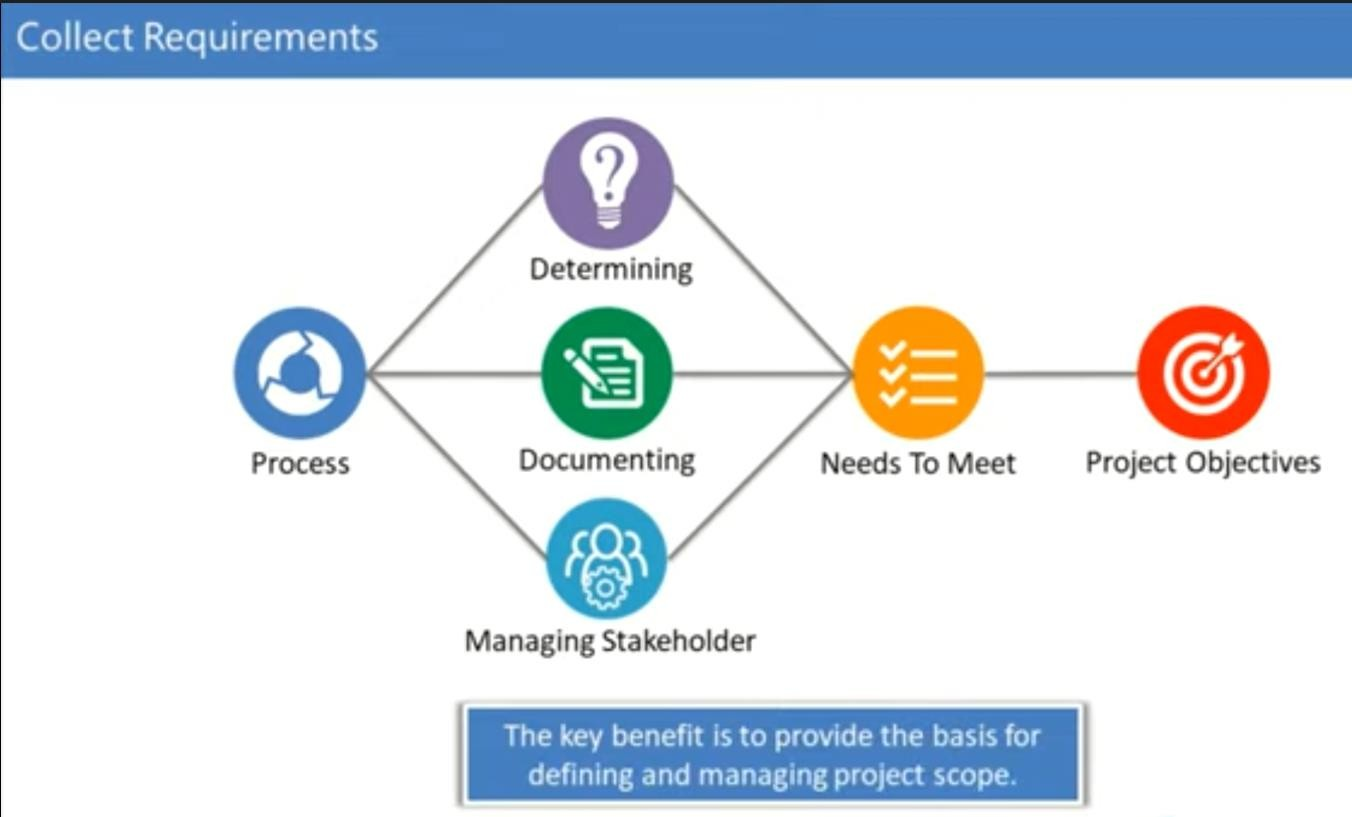 Collect Requirements
?
Determining
Process
Documenting
Needs To Meet
Project Objectives
Managing Stakeholder
The key benefit is to provide the basis for
defining and managing project scope.